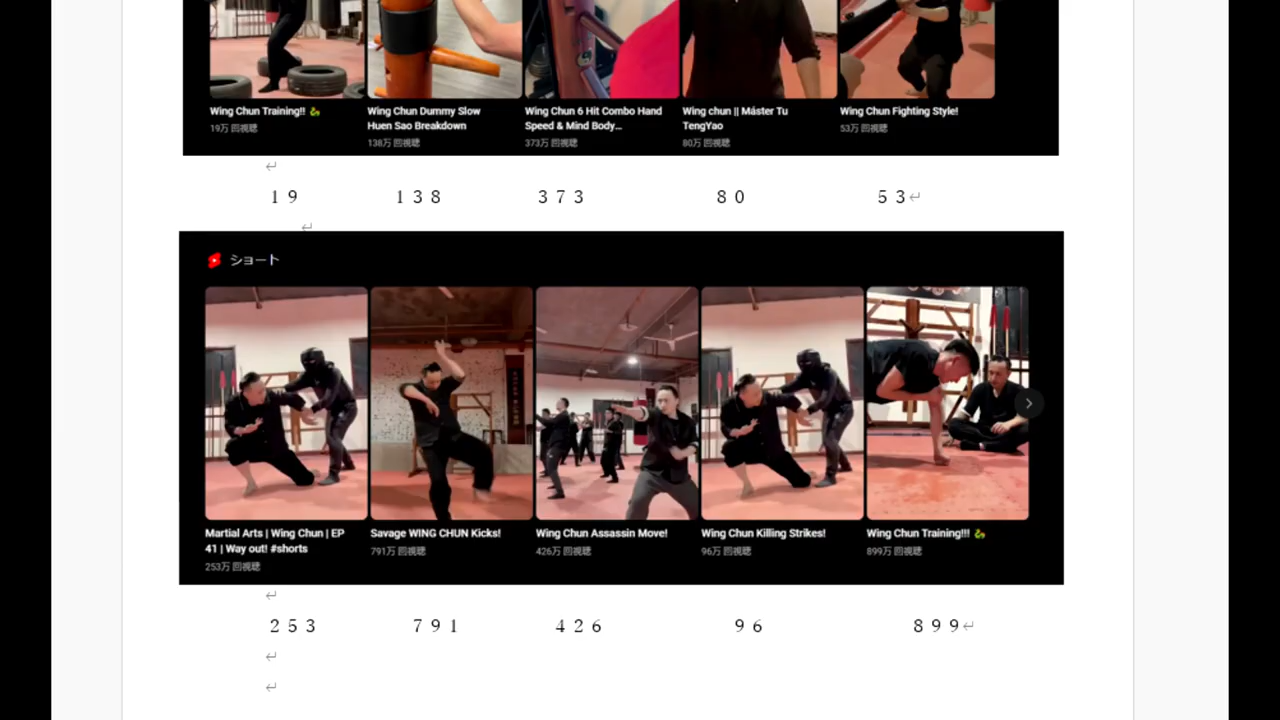 Wing Chun Training!! 🐍
19万 回視聴
Wing Chun Dummy Slow
Huen Sao Breakdown
138万 回視聴
Wing Chun 6 Hit Combo Hand
Speed & Mind Body...
373万 回視聴
Wing chun || Máster Tu
TengYao
80万 回視聴
Wing Chun Fighting Style!
53万 回視聴
19 138 373 80 53
ショート
Martial Arts | Wing Chun | EP
41 | Way out! #shorts
253万 回視聴
Savage WING CHUN Kicks!
791万 回視聴
Wing Chun Assassin Move!
426万 回視聴
Wing Chun Killing Strikes!
96万 回視聴
Wing Chun Training!!! 🐍
899万 回視聴
253 791 426 96 899